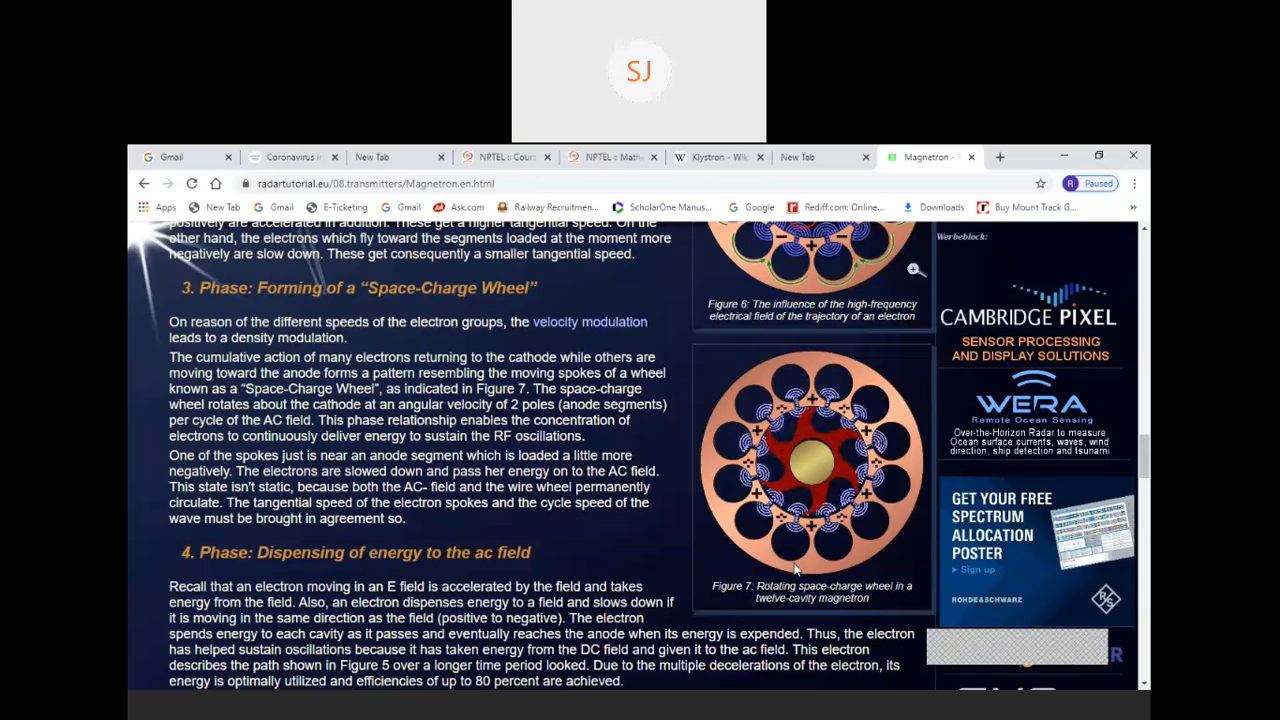 SJ
Gmail
Coronavirus i
New Tab
NPTEL :: Cours
NPTEL :: Math
Klystron - Wik
New Tab
Magnetron -
radartutorial.eu/08.transmitters/Magnetron.en.html
Paused
Apps
New Tab
Gmail
E-Ticketing
Gmail
Ask.com
Railway Recruitmen...
ScholarOne Manus...
Google
Rediff.com: Online...
Downloads
Buy Mount Track G...
positively are accelerated in addition. These get a higher tangential speed. On the
other hand, the electrons which fly toward the segments loaded at the moment more
negatively are slow down. These get consequently a smaller tangential speed.
3. Phase: Forming of a “Space-Charge Wheel”
On reason of the different speeds of the electron groups, the velocity modulation
leads to a density modulation.
The cumulative action of many electrons returning to the cathode while others are
moving toward the anode forms a pattern resembling the moving spokes of a wheel
known as a “Space-Charge Wheel”, as indicated in Figure 7. The space-charge
wheel rotates about the cathode at an angular velocity of 2 poles (anode segments)
per cycle of the AC field. This phase relationship enables the concentration of
electrons to continuously deliver energy to sustain the RF oscillations.
One of the spokes just is near an anode segment which is loaded a little more
negatively. The electrons are slowed down and pass her energy on to the AC field.
This state isn't static, because both the AC- field and the wire wheel permanently
circulate. The tangential speed of the electron spokes and the cycle speed of the
wave must be brought in agreement so.
4. Phase: Dispensing of energy to the ac field
Recall that an electron moving in an E field is accelerated by the field and takes
energy from the field. Also, an electron dispenses energy to a field and slows down if
it is moving in the same direction as the field (positive to negative). The electron
spends energy to each cavity as it passes and eventually reaches the anode when its energy is expended. Thus, the electron
has helped sustain oscillations because it has taken energy from the DC field and given it to the ac field. This electron
describes the path shown in Figure 5 over a longer time period looked. Due to the multiple decelerations of the electron, its
energy is optimally utilized and efficiencies of up to 80 percent are achieved.
Figure 6: The influence of the high-frequency
electrical field of the trajectory of an electron
Figure 7: Rotating space-charge wheel in a
twelve-cavity magnetron
Werbeblock:
CAMBRIDGE PIXEL
SENSOR PROCESSING
AND DISPLAY SOLUTIONS
WERA
Remote Ocean Sensing
Over-the-Horizon Radar to measure
Ocean surface currents, waves, wind
direction, ship detection and tsunami
GET YOUR FREE
SPECTRUM
ALLOCATION
POSTER
Sign up
ROHDE&SCHWARZ